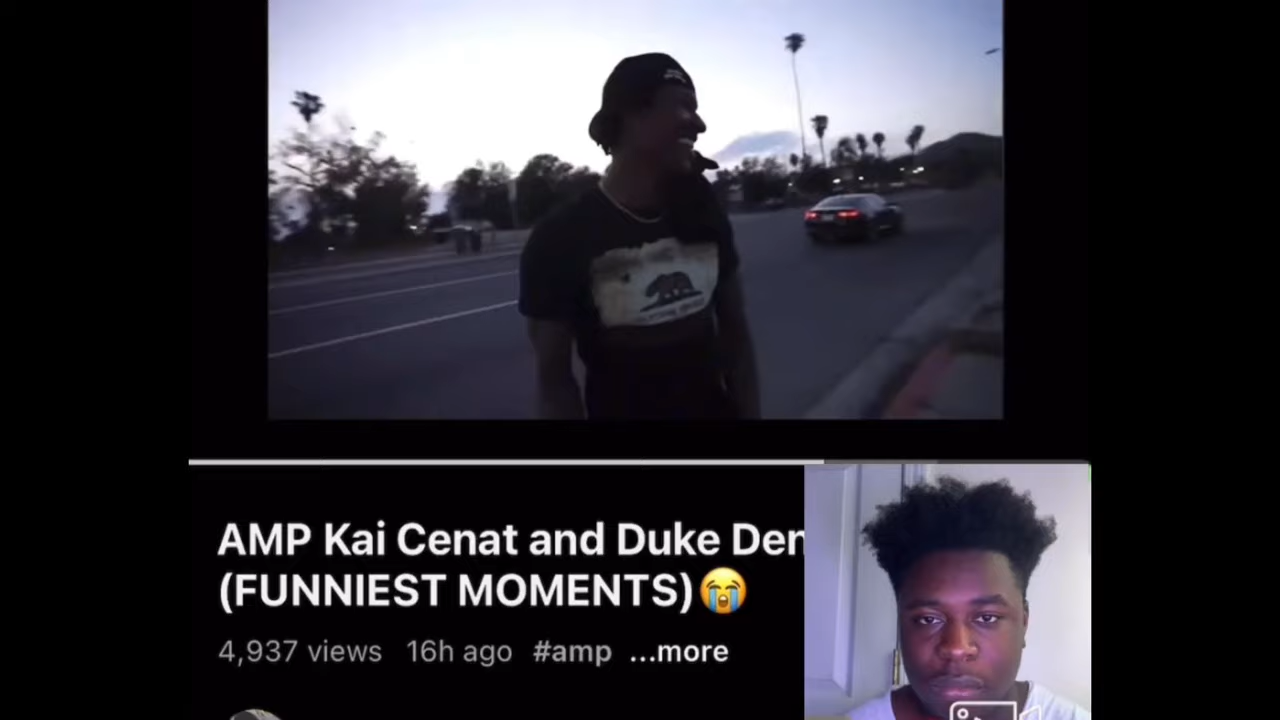 AMP Kai Cenat and Duke Den
(FUNNIEST MOMENTS)😭
4,937 views 16h ago #amp ...more